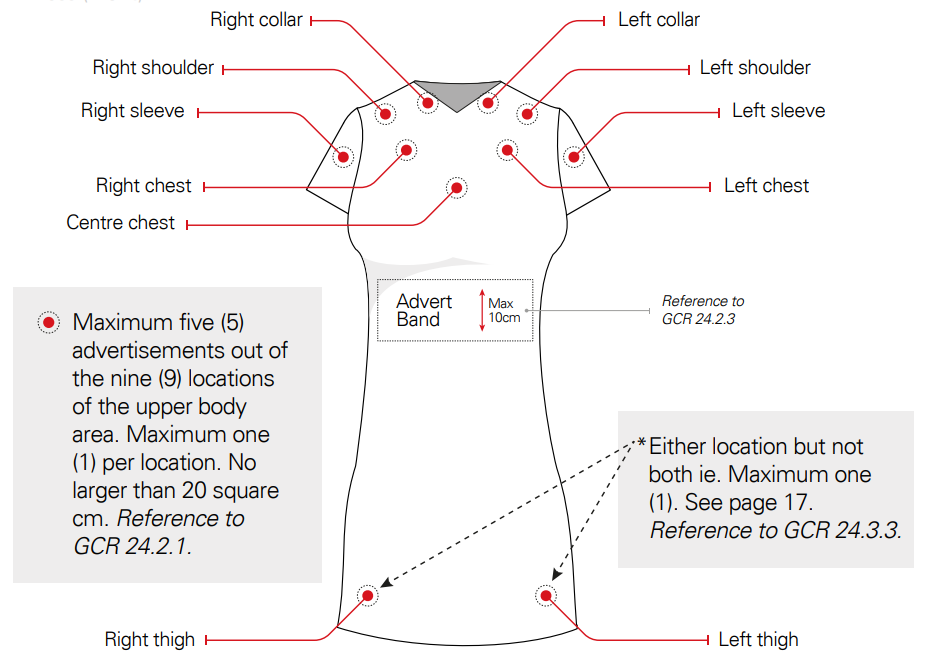 Right collar
Left collar
Right shoulder
Left shoulder
Right sleeve
Left sleeve
Right chest
Left chest
Centre chest
Advert
Band
Max
10cm
Reference to
GCR 24.2.3
Maximum five (5)
advertisements out of
the nine (9) locations
of the upper body
area. Maximum one
(1) per location. No
larger than 20 square
cm. Reference to
GCR 24.2.1.
*Either location but not
both ie. Maximum one
(1). See page 17.
Reference to GCR 24.3.3.
Right thigh
Left thigh